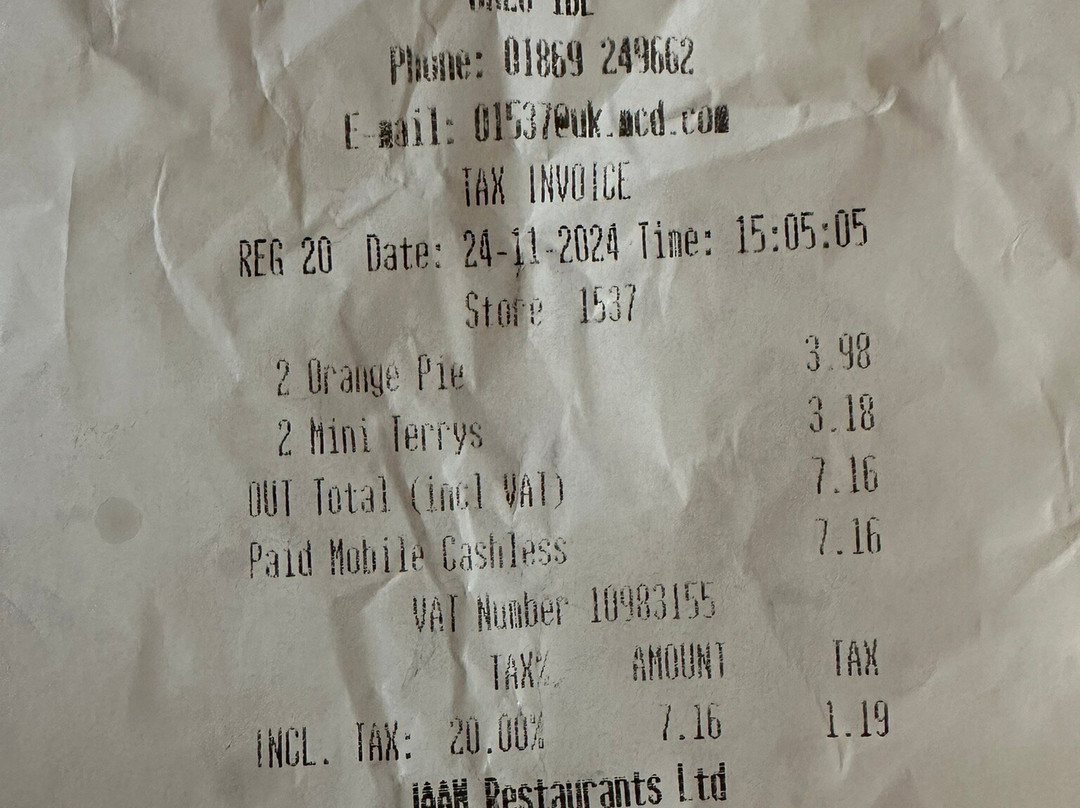 Phone: 01869 249662
E-mail: 01537@uk.mcd.com
TAX INVOICE
REG 20 Date: 24-11-2024 Time: 15:05:05
Store 1537
2 Orange Pie 3.98
2 Mini Terrys 3.18
OUT Total (incl VAT) 7.16
Paid Mobile Cashless 7.16
VAT Number 10983155
TAX% AMOUNT TAX
INCL. TAX: 20.00% 7.16 1.19
Restaurants Ltd